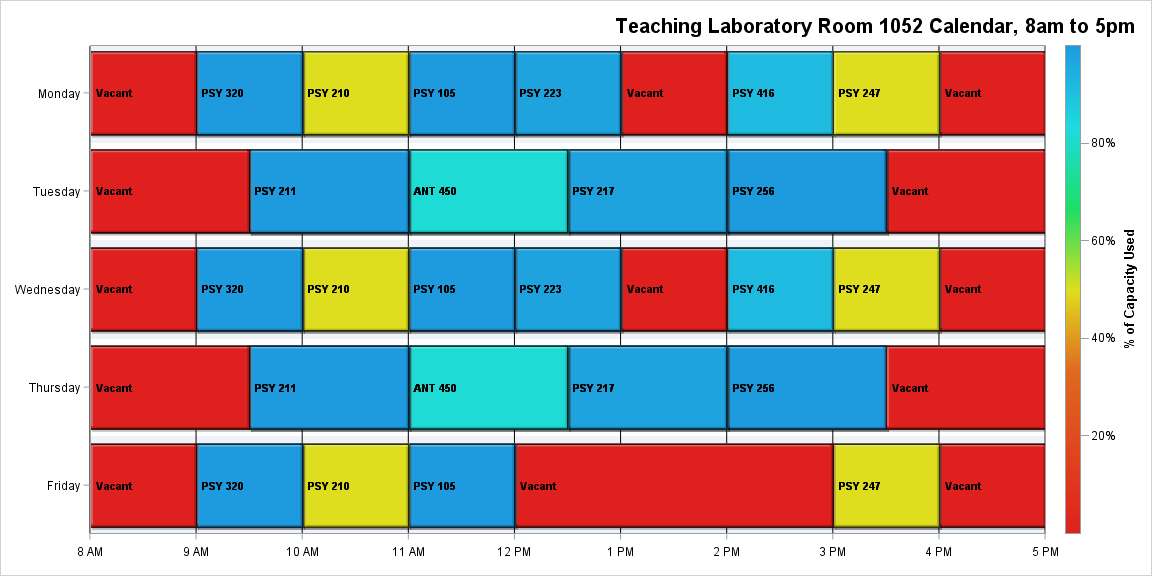 Teaching Laboratory Room 1052 Calendar, 8am to 5pm
Monday
Vacant
PSY 320
PSY 210
PSY 105
PSY 223
Vacant
PSY 416
PSY 247
Vacant
Tuesday
Vacant
PSY 211
ANT 450
PSY 217
PSY 256
Vacant
Wednesday
Vacant
PSY 320
PSY 210
PSY 105
PSY 223
Vacant
PSY 416
PSY 247
Vacant
Thursday
Vacant
PSY 211
ANT 450
PSY 217
PSY 256
Vacant
Friday
Vacant
PSY 320
PSY 210
PSY 105
Vacant
PSY 247
Vacant
8 AM
9 AM
10 AM
11 AM
12 PM
1 PM
2 PM
3 PM
4 PM
5 PM
80%
60%
40%
20%
% of Capacity Used